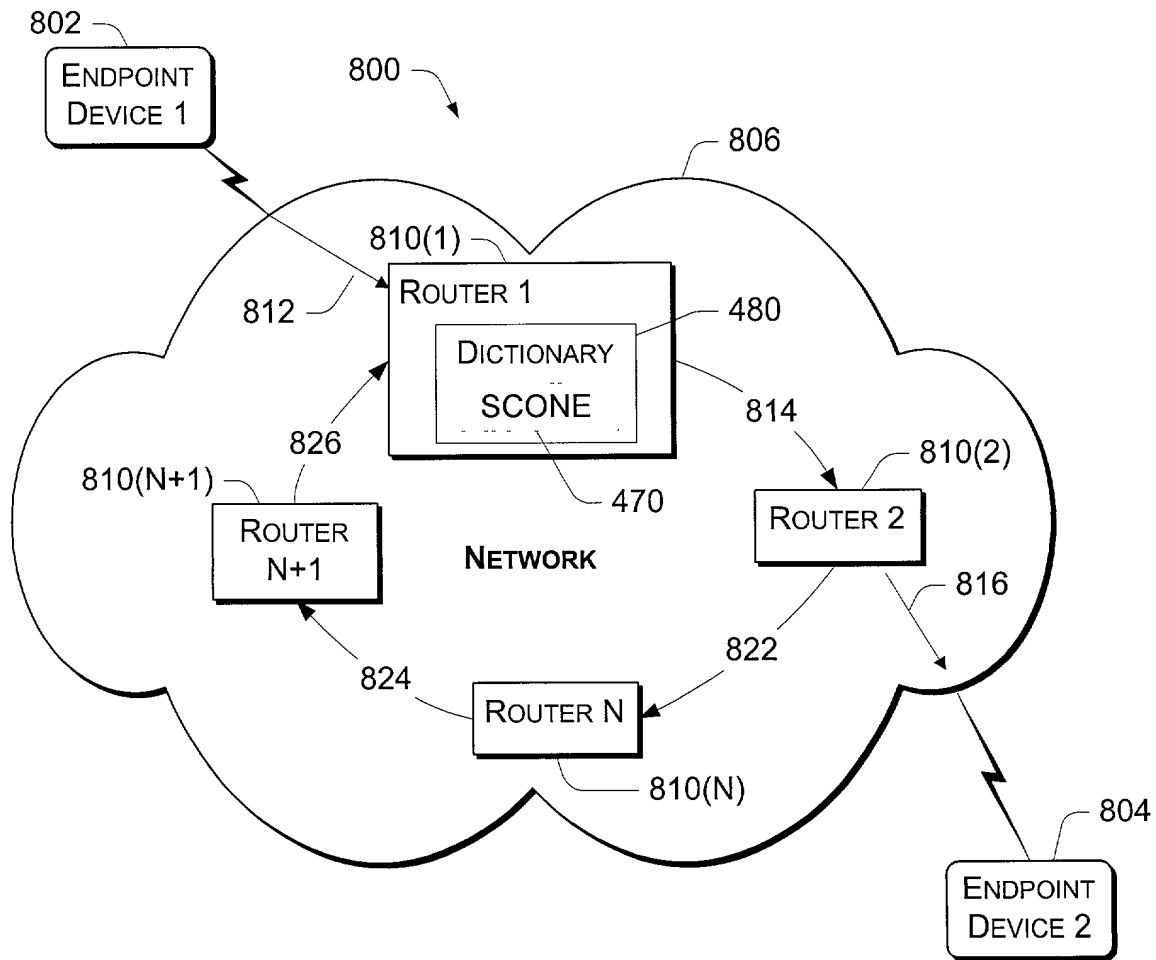 802
ENDPOINT
DEVICE 1
800
806
810(1)
ROUTER 1
812
480
DICTIONARY
SCONE
814
826
810(2)
810(N+1)
470
ROUTER 2
ROUTER
N+1
NETWORK
816
822
824
ROUTER N
810(N)
804
ENDPOINT
DEVICE 2